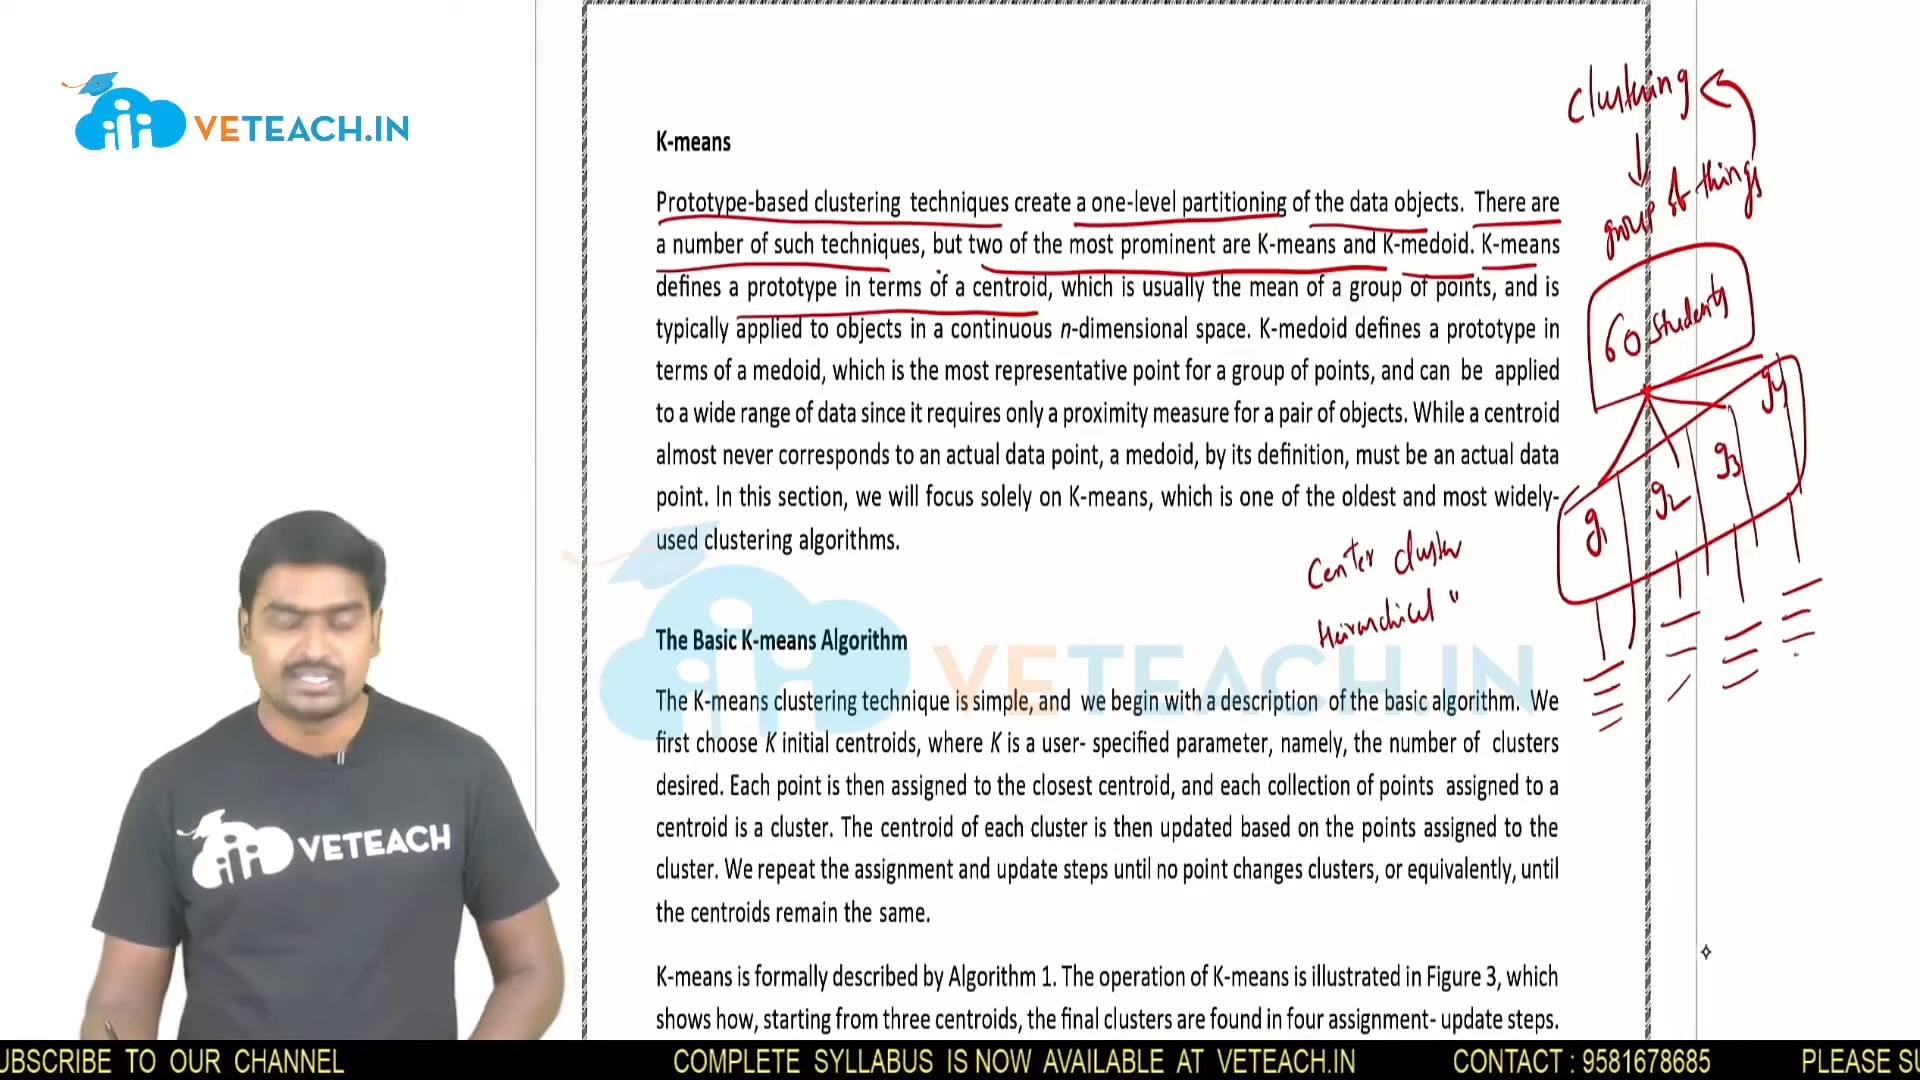 VETEACH.IN
K-means
Prototype-based clustering techniques create a one-level partitioning of the data objects. There are
a number of such techniques, but two of the most prominent are K-means and K-medoid. K-means
defines a prototype in terms of a centroid, which is usually the mean of a group of points, and is
typically applied to objects in a continuous n-dimensional space. K-medoid defines a prototype in
terms of a medoid, which is the most representative point for a group of points, and can be applied
to a wide range of data since it requires only a proximity measure for a pair of objects. While a centroid
almost never corresponds to an actual data point, a medoid, by its definition, must be an actual data
point. In this section, we will focus solely on K-means, which is one of the oldest and most widely-
used clustering algorithms.
The Basic K-means Algorithm
The K-means clustering technique is simple, and we begin with a description of the basic algorithm. We
first choose K initial centroids, where K is a user- specified parameter, namely, the number of clusters
desired. Each point is then assigned to the closest centroid, and each collection of points assigned to a
centroid is a cluster. The centroid of each cluster is then updated based on the points assigned to the
cluster. We repeat the assignment and update steps until no point changes clusters, or equivalently, until
the centroids remain the same.
K-means is formally described by Algorithm 1. The operation of K-means is illustrated in Figure 3, which
shows how, starting from three centroids, the final clusters are found in four assignment- update steps.
clustering
group of things
60 students
g1 g2 g3 g4
Center cluster
Heirarchical "
VETEACH.IN
VETEACH
UBSCRIBE TO OUR CHANNEL COMPLETE SYLLABUS IS NOW AVAILABLE AT VETEACH.IN CONTACT : 9581678685 PLEASE SU